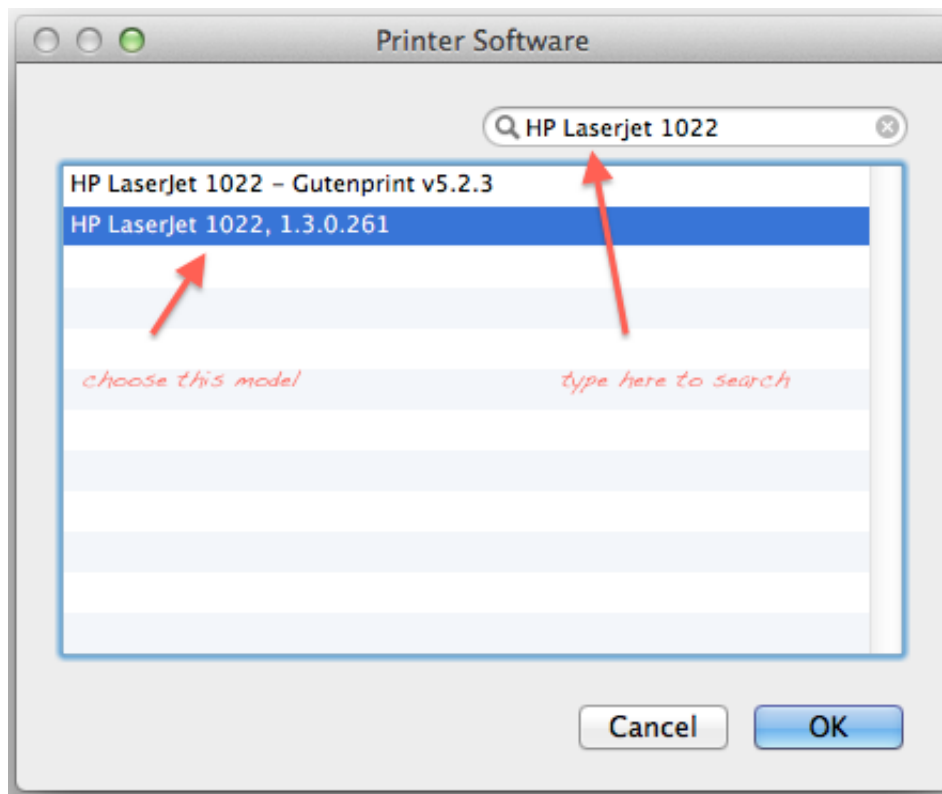 Printer Software
HP Laserjet 1022
HP LaserJet 1022 – Gutenprint v5.2.3
HP LaserJet 1022, 1.3.0.261
choose this model
type here to search
Cancel
OK